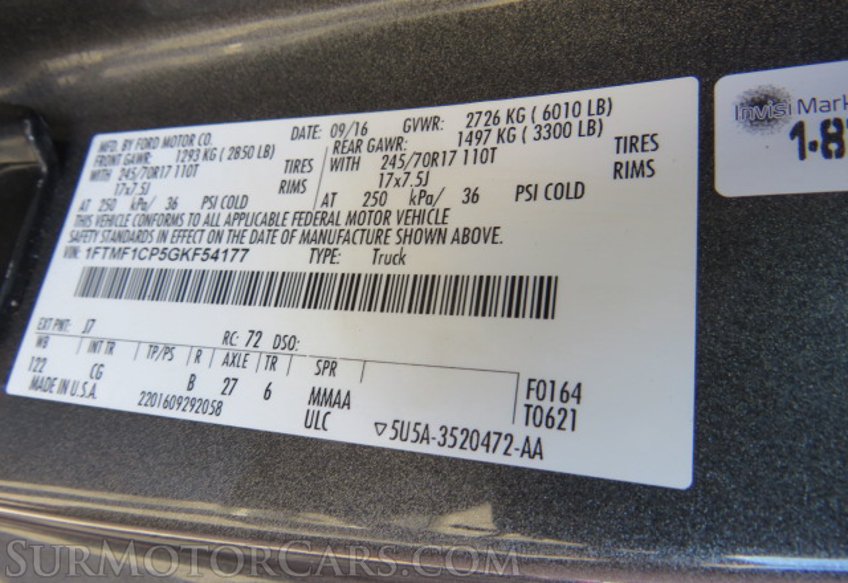 MFD. BY FORD MOTOR CO. DATE: 09/16 GVWR: 2726 KG ( 6010 LB)
FRONT GAWR: 1293 KG ( 2850 LB) REAR GAWR: 1497 KG ( 3300 LB)
WITH 245/70R17 110T TIRES WITH 245/70R17 110T TIRES
17x7.5J RIMS 17x7.5J RIMS
AT 250 kPa/ 36 PSI COLD AT 250 kPa/ 36 PSI COLD
THIS VEHICLE CONFORMS TO ALL APPLICABLE FEDERAL MOTOR VEHICLE
SAFETY STANDARDS IN EFFECT ON THE DATE OF MANUFACTURE SHOWN ABOVE.
VIN: 1FTMF1CP5GKF54177 TYPE: Truck
EXT PNT: J7 RC: 72 DSO:
WB INT TR TP/PS R AXLE TR SPR
122 CG B 27 6 MMAA F0164
MADE IN U.S.A. 2201609292058 ULC T0621
5U5A-3520472-AA
Invisi Mark
1-8
SURMOTORCARS.COM